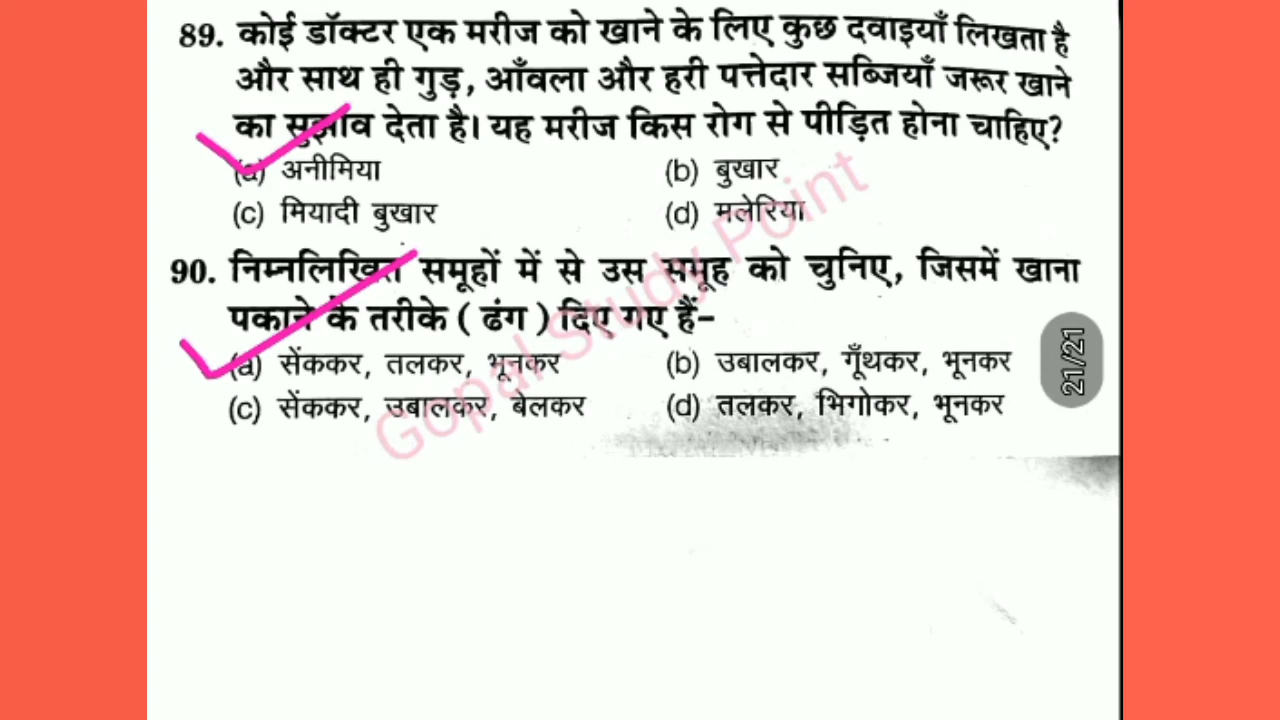 89. कोई डॉक्टर एक मरीज को खाने के लिए कुछ दवाइयाँ लिखता है
और साथ ही गुड़, आँवला और हरी पत्तेदार सब्जियाँ जरूर खाने
का सुझाव देता है। यह मरीज किस रोग से पीड़ित होना चाहिए?
(a) अनीमिया (b) बुखार
(c) मियादी बुखार (d) मलेरिया
90. निम्नलिखित समूहों में से उस समूह को चुनिए, जिसमें खाना
पकाने के तरीके ( ढंग ) दिए गए हैं-
(a) सेंककर, तलकर, भूनकर (b) उबालकर, गूँथकर, भूनकर
(c) सेंककर, उबालकर, बेलकर (d) तलकर, भिगोकर, भूनकर
Gopal Study Point
21/21